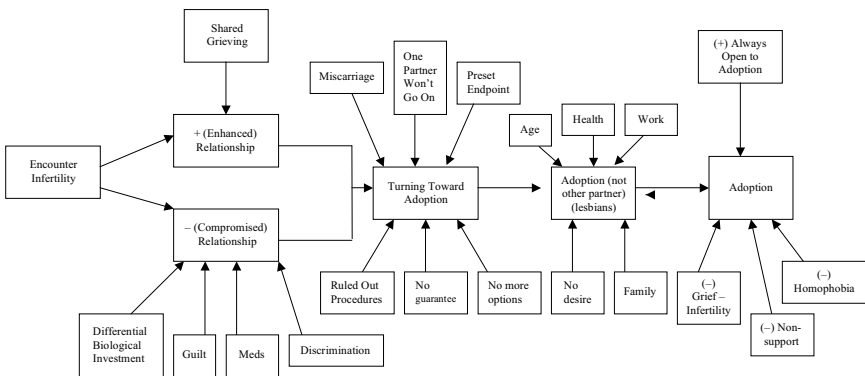 Shared
Grieving
(+) Always
Open to
Adoption
One
Partner
Won't
Go On
Miscarriage
Preset
Endpoint
Age
Health
Work
+ (Enhanced)
Relationship
Encounter
Infertility
Turning Toward
Adoption
Adoption (not
other partner)
(lesbians)
Adoption
– (Compromised)
Relationship
Ruled Out
Procedures
No
guarantee
No more
options
No
desire
Family
(–)
Grief –
Infertility
(–)
Homophobia
(–) Non-
support
Differential
Biological
Investment
Guilt
Meds
Discrimination